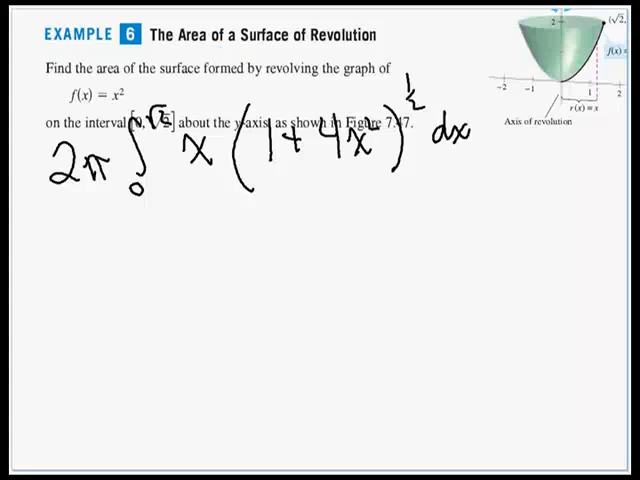 EXAMPLE 6 The Area of a Surface of Revolution
Find the area of the surface formed by revolving the graph of
f(x) = x²
on the interval [0, √2] about the y-axis, as shown in Figure 7.47.
2π ∫₀^√2 x (1 + 4x²)^½ dx
2
(√2,
f(x) =
-2 -1 1 2
r(x) = x
Axis of revolution